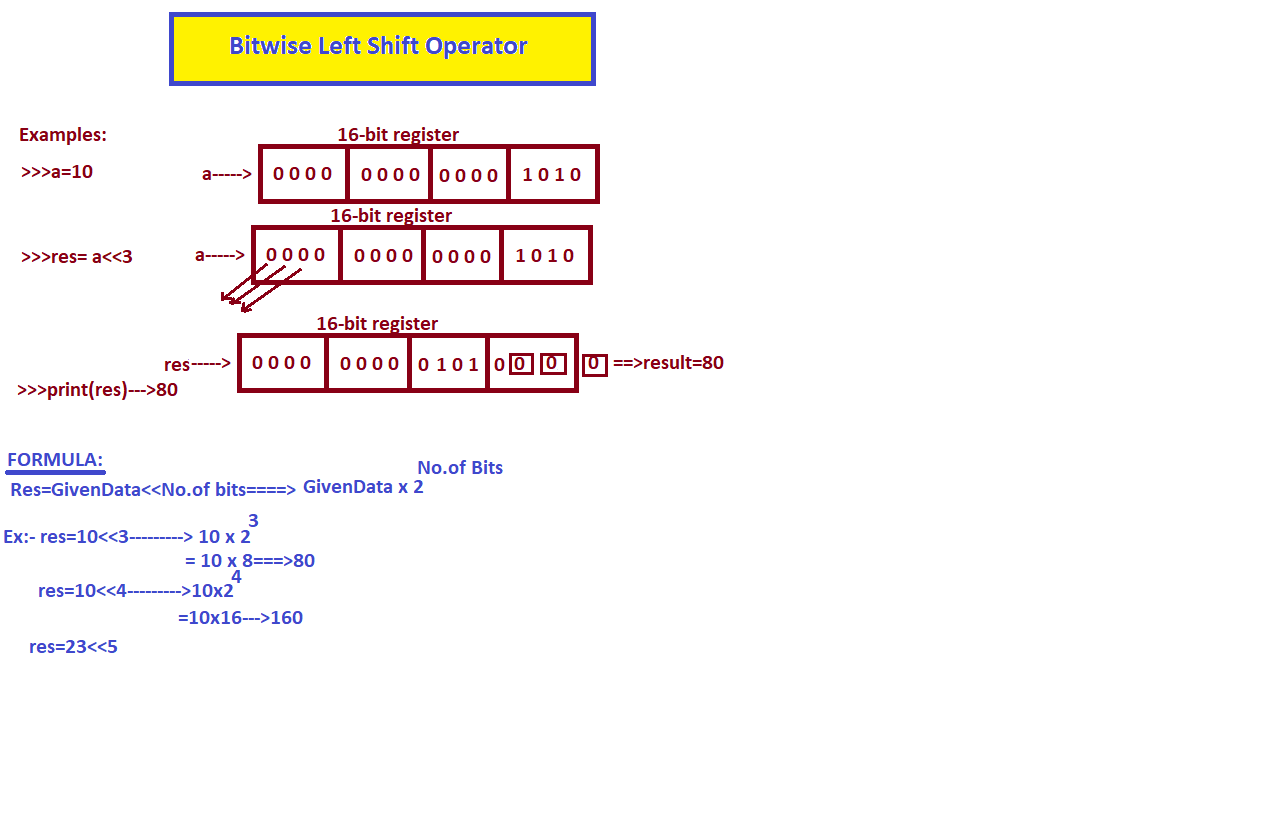 Bitwise Left Shift Operator
Examples:
16-bit register
>>>a=10
a-----> 0 0 0 0 0 0 0 0 0 0 0 0 1 0 1 0
16-bit register
>>>res= a<<3
a-----> 0 0 0 0 0 0 0 0 0 0 0 0 1 0 1 0
16-bit register
res-----> 0 0 0 0 0 0 0 0 0 1 0 1 0 0 0 0 ==>result=80
>>>print(res)--->80
FORMULA:
No.of Bits
Res=GivenData<<No.of bits====> GivenData x 2
3
Ex:- res=10<<3---------> 10 x 2
= 10 x 8===>80
4
res=10<<4--------->10x2
=10x16--->160
res=23<<5